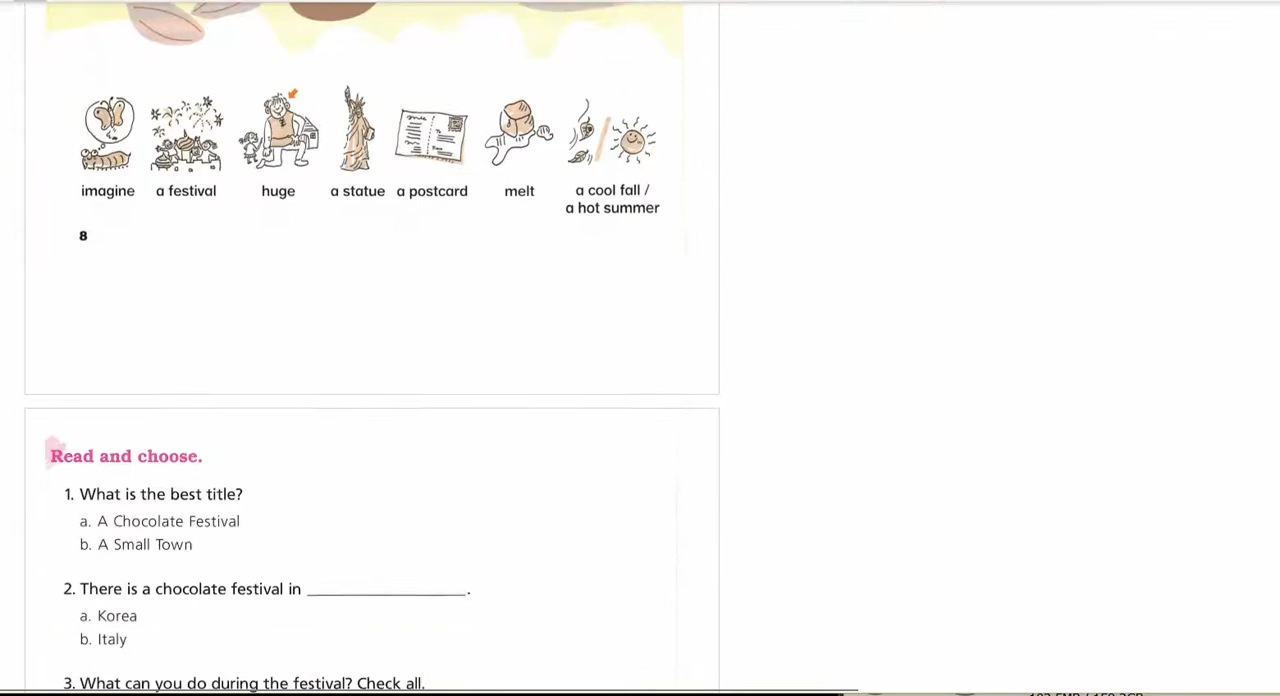 imagine a festival huge a statue a postcard melt a cool fall /
a hot summer
8
Read and choose.
1. What is the best title?
a. A Chocolate Festival
b. A Small Town
2. There is a chocolate festival in ______________.
a. Korea
b. Italy
3. What can you do during the festival? Check all.